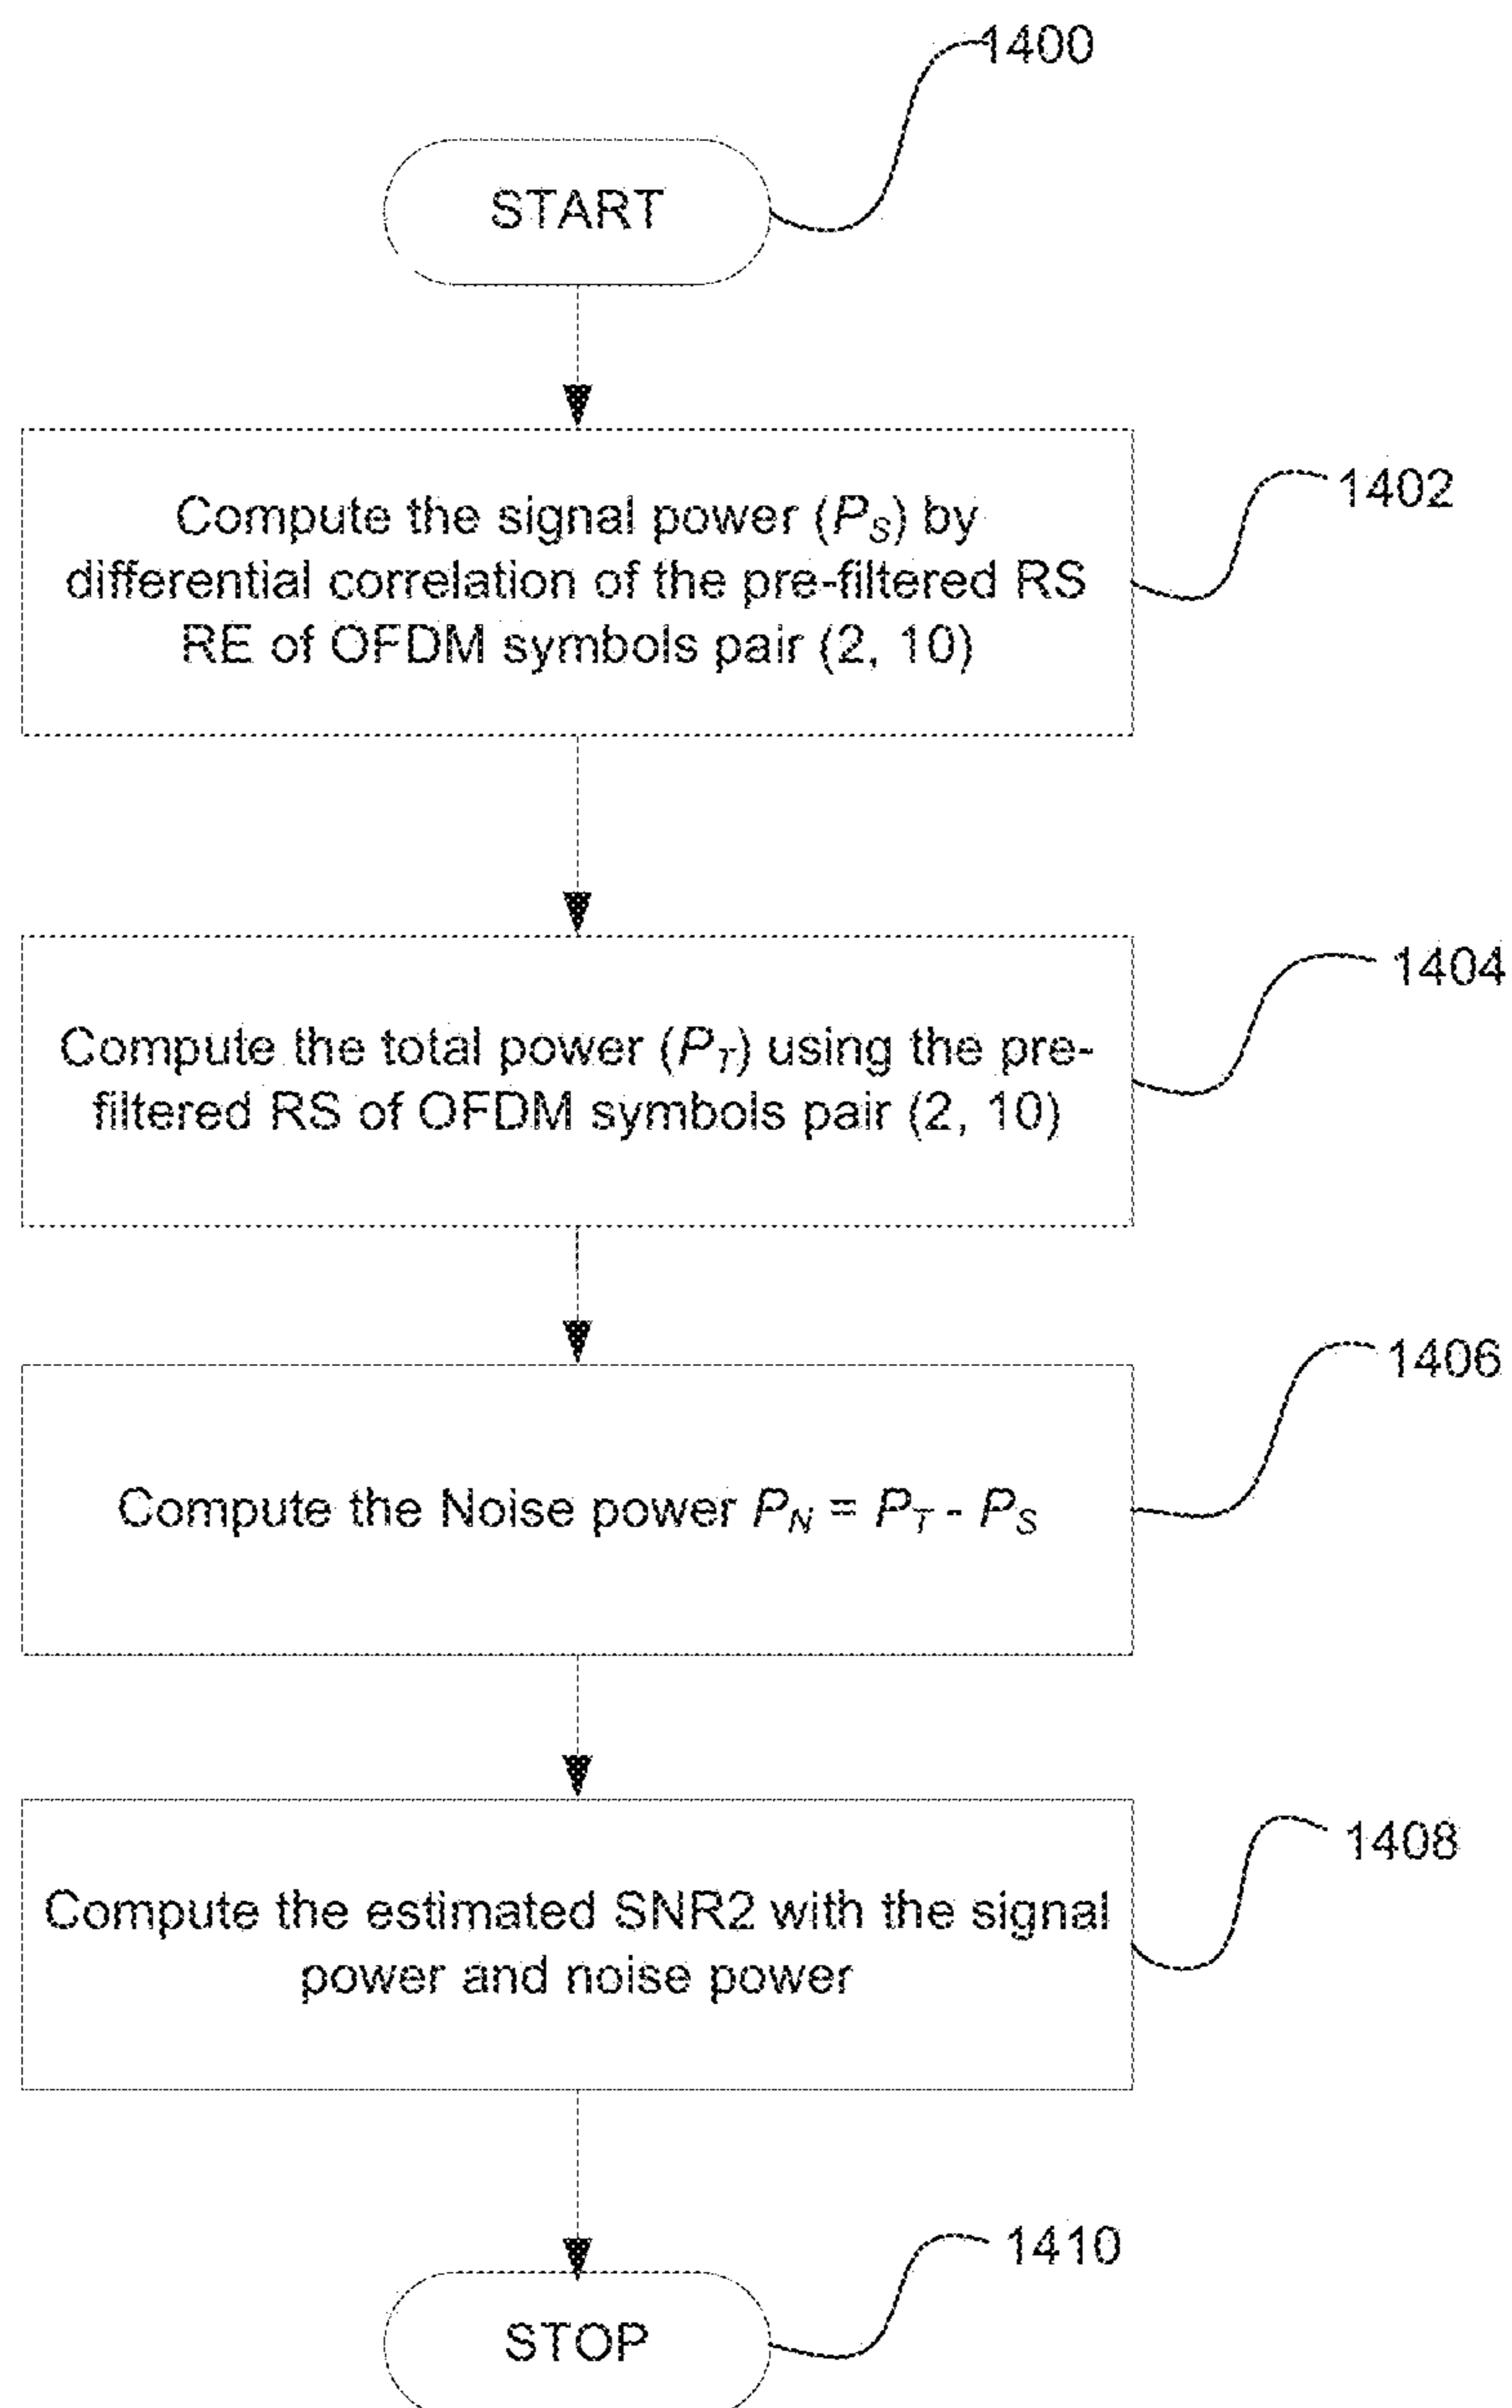 1400
START
Compute the signal power (PS) by
1402
differential correlation of the pre-filtered RS
RE of OFDM symbols pair (2, 10)
1404
Compute the total power (PT) using the pre-
filtered RS of OFDM symbols pair (2, 10)
1406
Compute the Noise power PN = PT - PS
1408
Compute the estimated SNR2 with the signal
power and noise power
1410
STOP